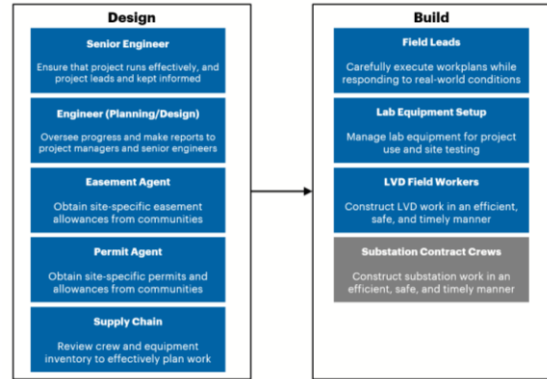 Design
Senior Engineer
Ensure that project runs effectively, and
project leads and kept informed
Engineer (Planning/Design)
Oversee progress and make reports to
project managers and senior engineers
Easement Agent
Obtain site-specific easement
allowances from communities
Permit Agent
Obtain site-specific permits and
allowances from communities
Supply Chain
Review crew and equipment
inventory to effectively plan work
Build
Field Leads
Carefully execute workplans while
responding to real-world conditions
Lab Equipment Setup
Manage lab equipment for project
use and site testing
LVD Field Workers
Construct LVD work in an efficient,
safe, and timely manner
Substation Contract Crews
Construct substation work in an
efficient, safe, and timely manner